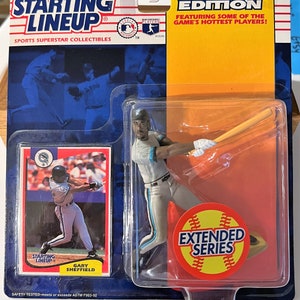 STARTING
LINEUP
SPORTS SUPERSTAR COLLECTIBLES
EDITION
FEATURING SOME OF THE
GAME'S HOTTEST PLAYERS!
STARTING
LINEUP
GARY
SHEFFIELD
EXTENDED
SERIES